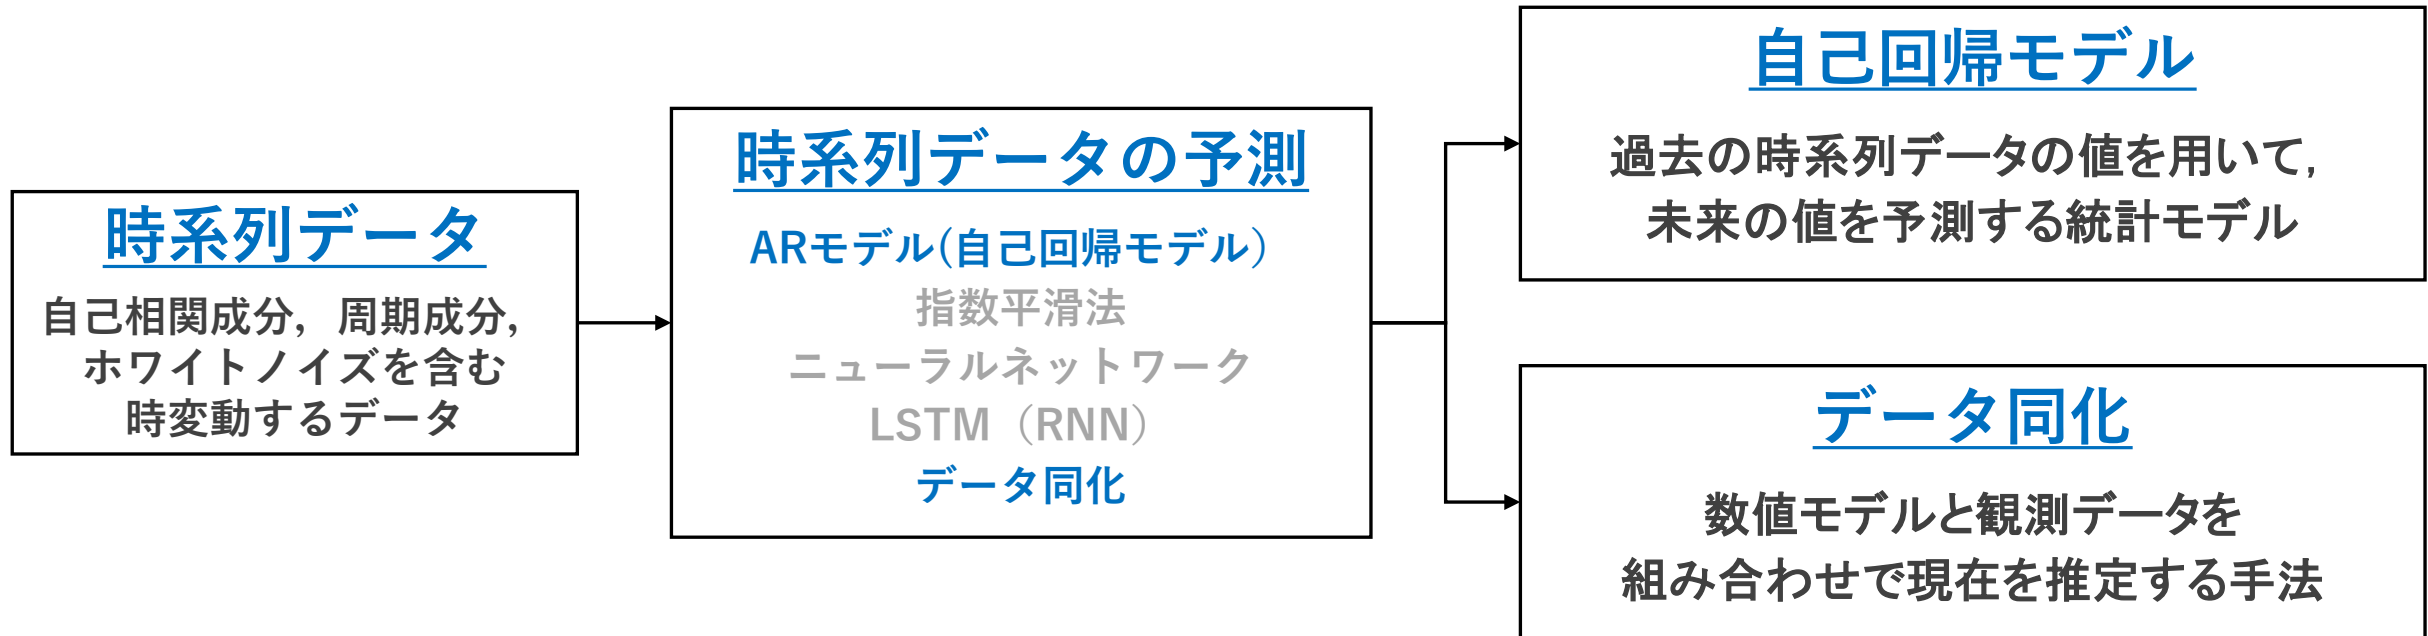 時系列データ
自己相関成分，周期成分，
ホワイトノイズを含む
時変動するデータ
時系列データの予測
ARモデル(自己回帰モデル）
指数平滑法
ニューラルネットワーク
LSTM（RNN）
データ同化
自己回帰モデル
過去の時系列データの値を用いて，
未来の値を予測する統計モデル
データ同化
数値モデルと観測データを
組み合わせで現在を推定する手法